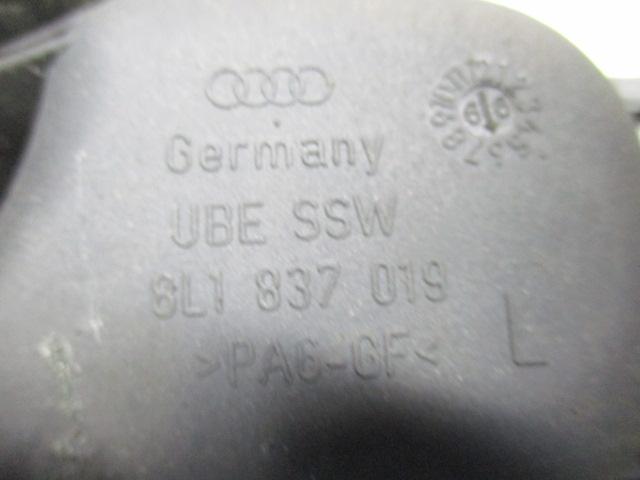 Germany
UBE SSW
8L1 837 019
L
>PA6-GF<